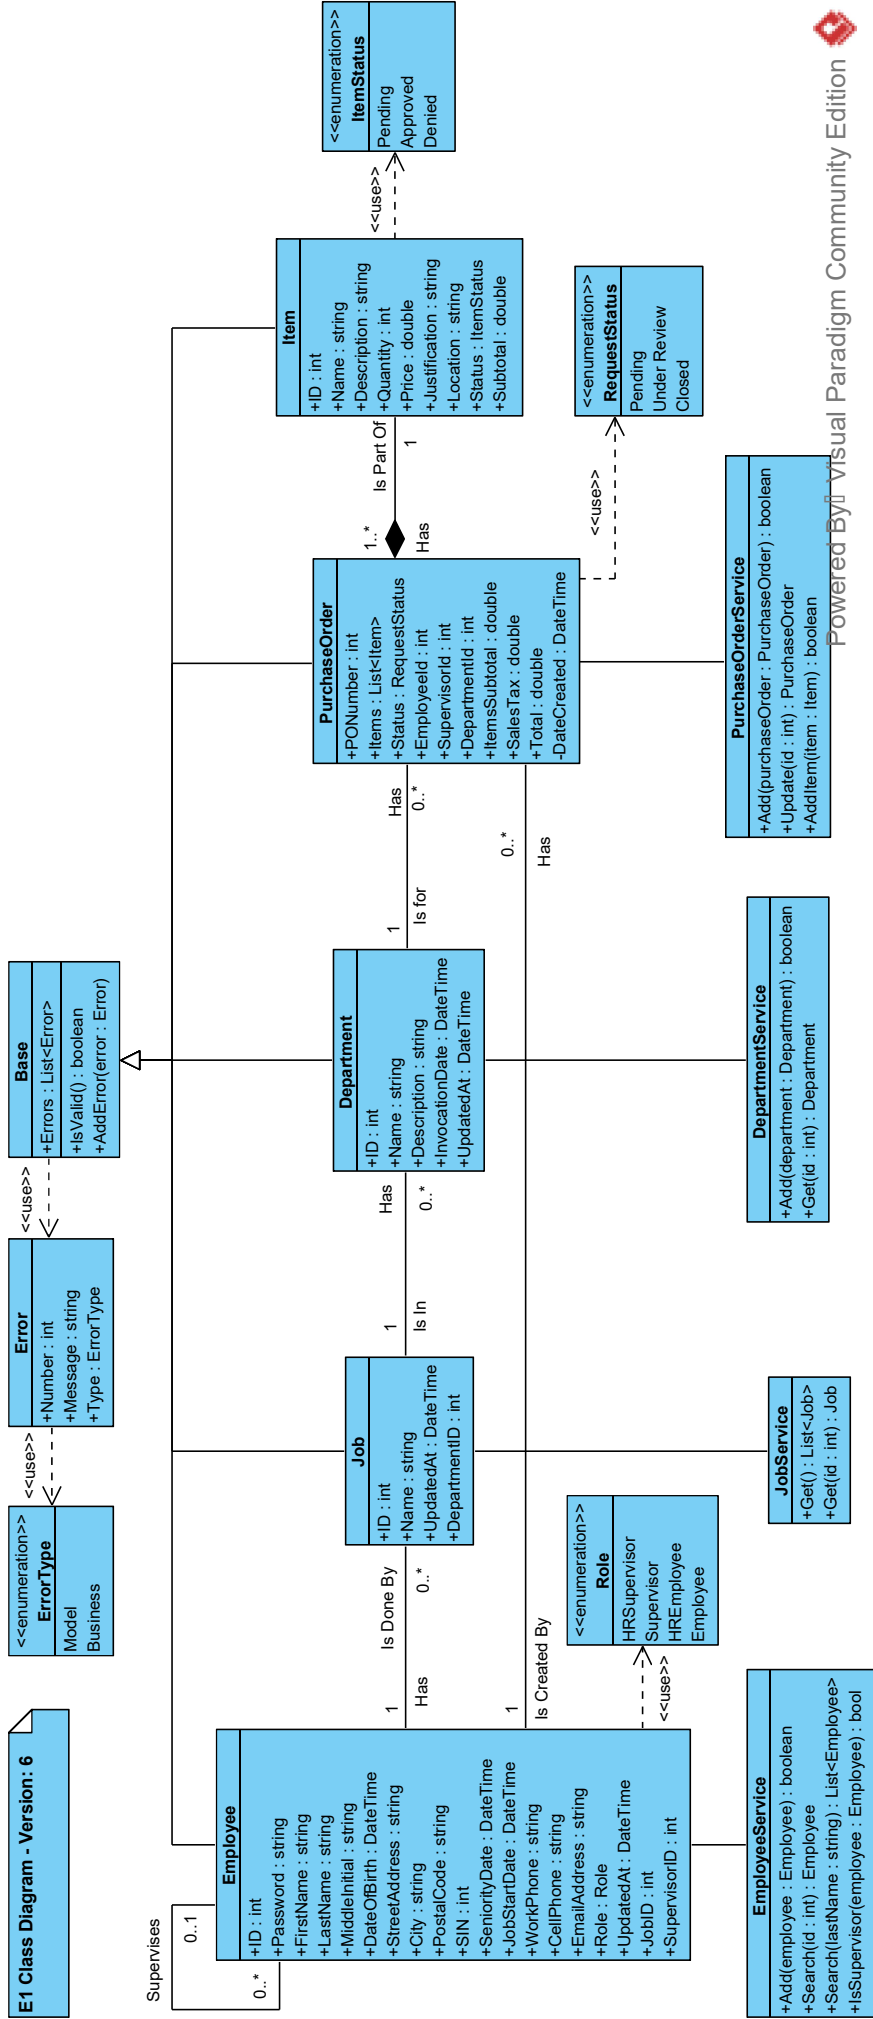 E1 Class Diagram - Version: 6
<<enumeration>>
ErrorType
Model
Business
<<use>>
Error
+Number : int
+Message : string
+Type : ErrorType
<<use>>
Base
+Errors : List<Error>
+IsValid() : boolean
+AddError(error : Error)
Supervises
0..1
0..*
Employee
+ID : int
+Password : string
+FirstName : string
+LastName : string
+MiddleInitial : string
+DateOfBirth : DateTime
+StreetAddress : string
+City : string
+PostalCode : string
+SIN : int
+SeniorityDate : DateTime
+JobStartDate : DateTime
+WorkPhone : string
+CellPhone : string
+EmailAddress : string
+Role : Role
+UpdatedAt : DateTime
+JobID : int
+SupervisorID : int
1
Has
Is Done By
0..*
Job
+ID : int
+Name : string
+UpdatedAt : DateTime
+DepartmentID : int
1
Is In
Has
0..*
Department
+ID : int
+Name : string
+Description : string
+InvocationDate : DateTime
+UpdatedAt : DateTime
1
Is for
Has
0..*
PurchaseOrder
+PONumber : int
+Items : List<Item>
+Status : RequestStatus
+EmployeeId : int
+SupervisorId : int
+DepartmentId : int
+ItemsSubtotal : double
+SalesTax : double
+Total : double
-DateCreated : DateTime
1..*
Has
Is Part Of
1
Item
+ID : int
+Name : string
+Description : string
+Quantity : int
+Price : double
+Justification : string
+Location : string
+Status : ItemStatus
+Subtotal : double
<<use>>
<<enumeration>>
ItemStatus
Pending
Approved
Denied
1
Is Created By
0..*
Has
<<use>>
<<enumeration>>
Role
HRSupervisor
Supervisor
HREmployee
Employee
<<use>>
<<enumeration>>
RequestStatus
Pending
Under Review
Closed
EmployeeService
+Add(employee : Employee) : boolean
+Search(id : int) : Employee
+Search(lastName : string) : List<Employee>
+IsSupervisor(employee : Employee) : bool
JobService
+Get() : List<Job>
+Get(id : int) : Job
DepartmentService
+Add(department : Department) : boolean
+Get(id : int) : Department
PurchaseOrderService
+Add(purchaseOrder : PurchaseOrder) : boolean
+Update(id : int) : PurchaseOrder
+AddItem(item : Item) : boolean
Powered By Visual Paradigm Community Edition